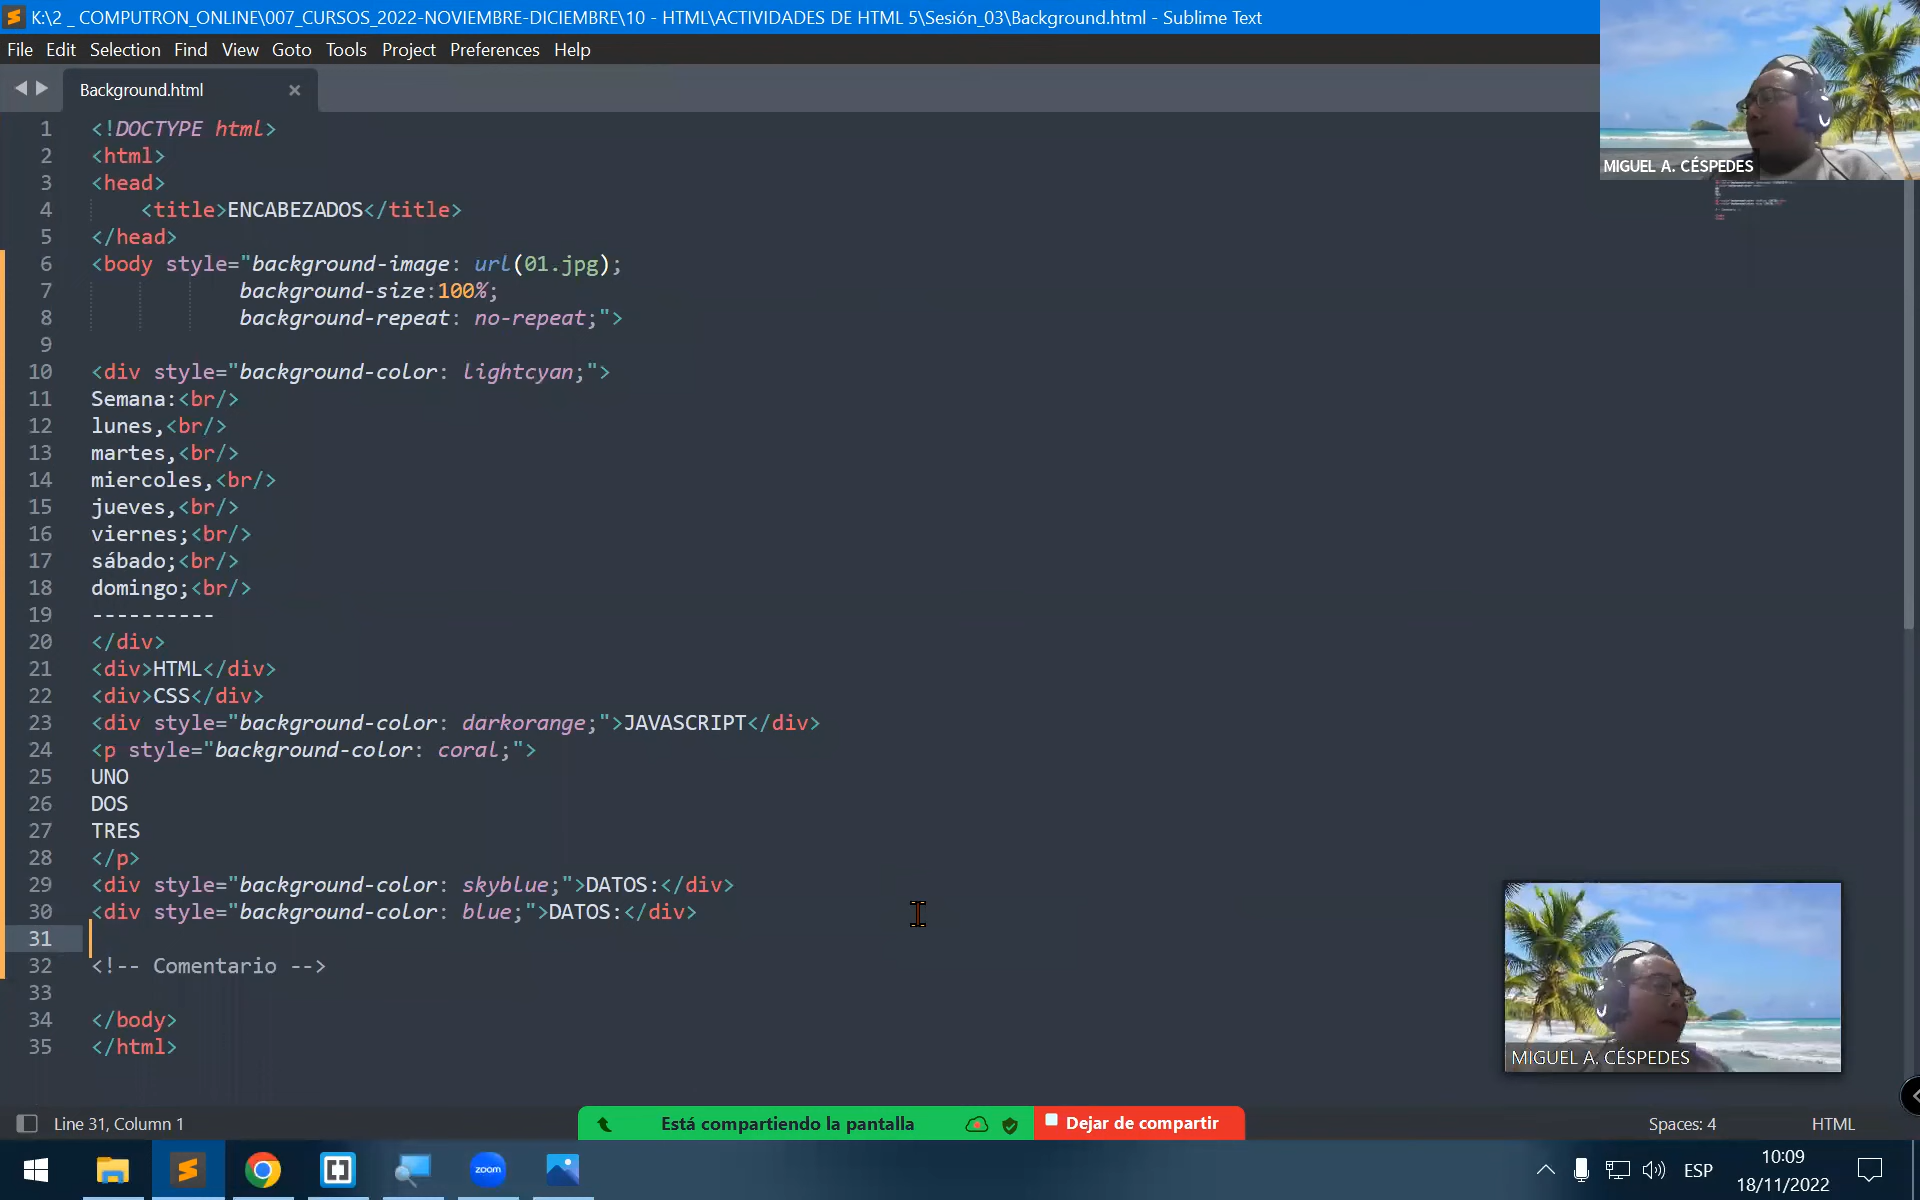 K:\2 _ COMPUTRON_ONLINE\007_CURSOS_2022-NOVIEMBRE-DICIEMBRE\10 - HTML\ACTIVIDADES DE HTML 5\Sesión_03\Background.html - Sublime Text
File Edit Selection Find View Goto Tools Project Preferences Help
Background.html
MIGUEL A. CÉSPEDES
1 <!DOCTYPE html>
2 <html>
3 <head>
4 <title>ENCABEZADOS</title>
5 </head>
6 <body style="background-image: url(01.jpg);
7 background-size:100%;
8 background-repeat: no-repeat;">
9
10 <div style="background-color: lightcyan;">
11 Semana:<br/>
12 lunes,<br/>
13 martes,<br/>
14 miercoles,<br/>
15 jueves,<br/>
16 viernes;<br/>
17 sábado;<br/>
18 domingo;<br/>
19 ----------
20 </div>
21 <div>HTML</div>
22 <div>CSS</div>
23 <div style="background-color: darkorange;">JAVASCRIPT</div>
24 <p style="background-color: coral;">
25 UNO
26 DOS
27 TRES
28 </p>
29 <div style="background-color: skyblue;">DATOS:</div>
30 <div style="background-color: blue;">DATOS:</div>
31
32 <!-- Comentario -->
33
34 </body>
35 </html>
MIGUEL A. CÉSPEDES
Line 31, Column 1
Está compartiendo la pantalla
Dejar de compartir
Spaces: 4
HTML
zoom
ESP
10:09
18/11/2022